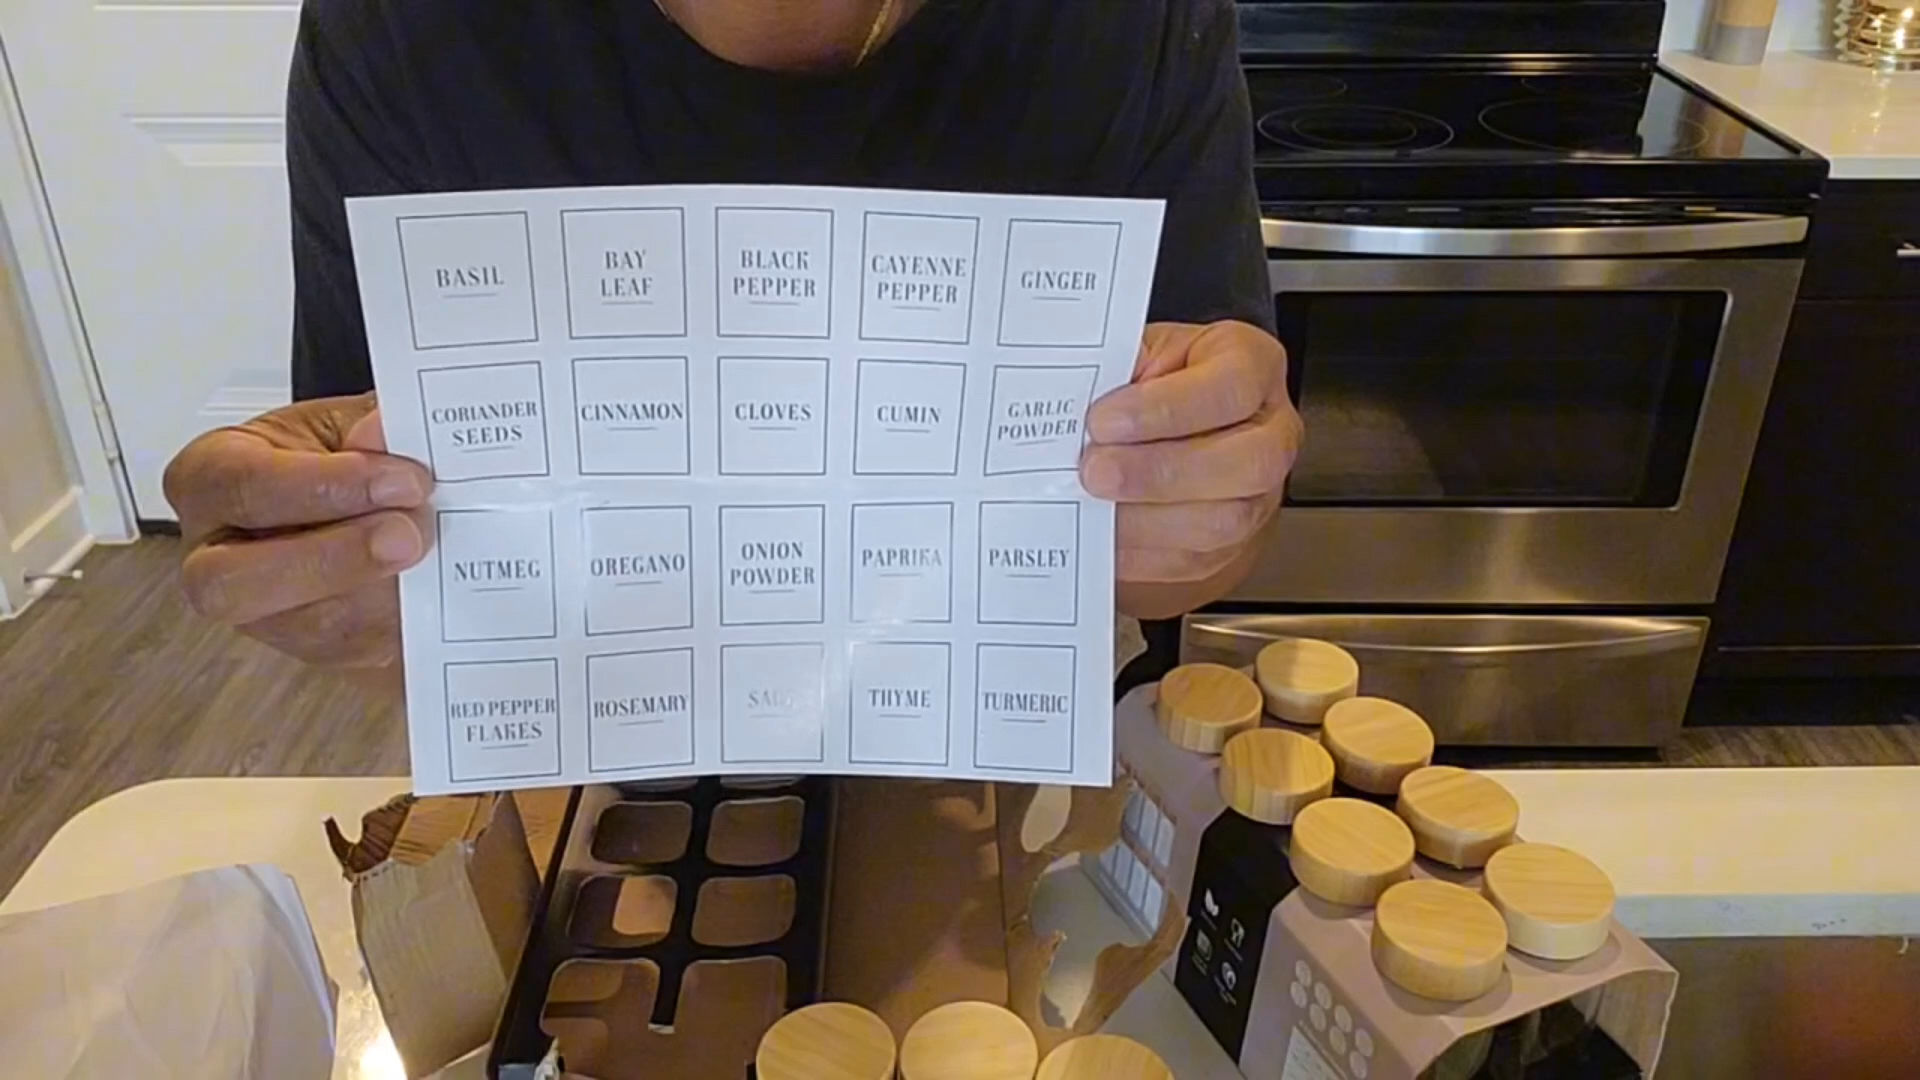 BASIL
BAY
LEAF
BLACK
PEPPER
CAYENNE
PEPPER
GINGER
CORIANDER
SEEDS
CINNAMON
CLOVES
CUMIN
GARLIC
POWDER
NUTMEG
OREGANO
ONION
POWDER
PAPRIKA
PARSLEY
RED PEPPER
FLAKES
ROSEMARY
THYME
TURMERIC